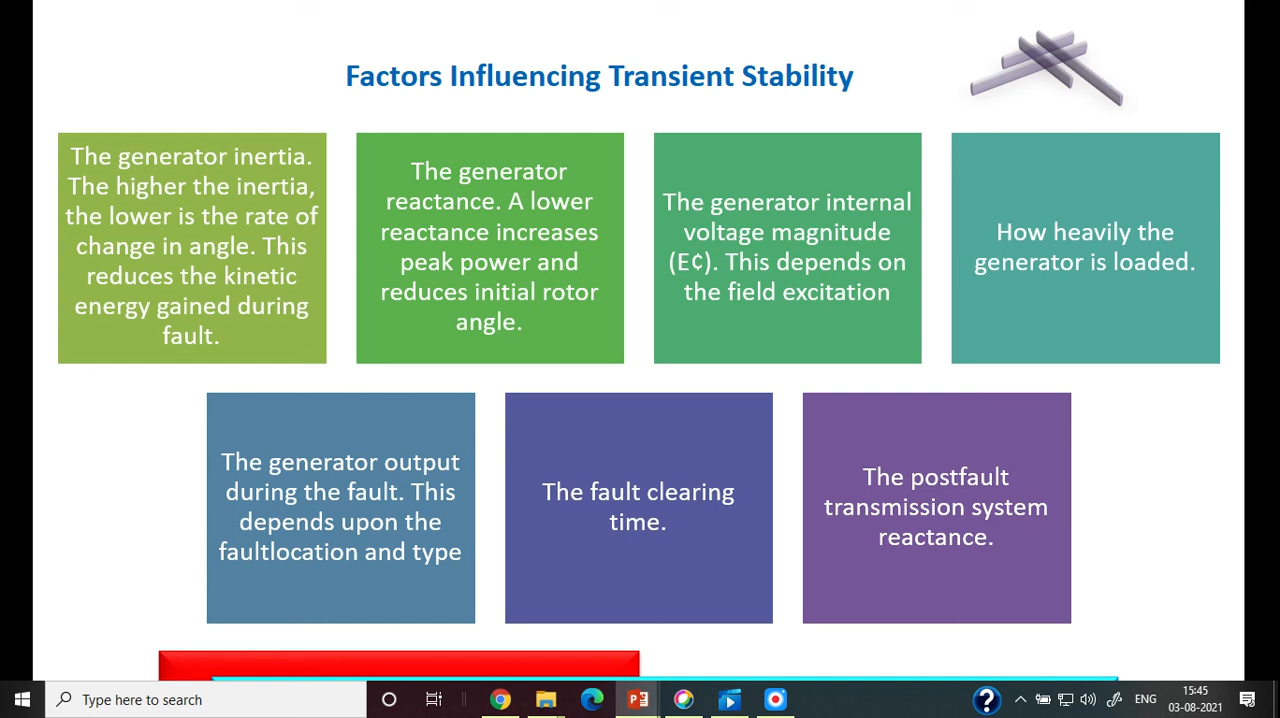 Factors Influencing Transient Stability
The generator inertia.
The higher the inertia,
the lower is the rate of
change in angle. This
reduces the kinetic
energy gained during
fault.
The generator
reactance. A lower
reactance increases
peak power and
reduces initial rotor
angle.
The generator internal
voltage magnitude
(E¢). This depends on
the field excitation
How heavily the
generator is loaded.
The generator output
during the fault. This
depends upon the
faultlocation and type
The fault clearing
time.
The postfault
transmission system
reactance.
Type here to search
ENG
15:45
03-08-2021